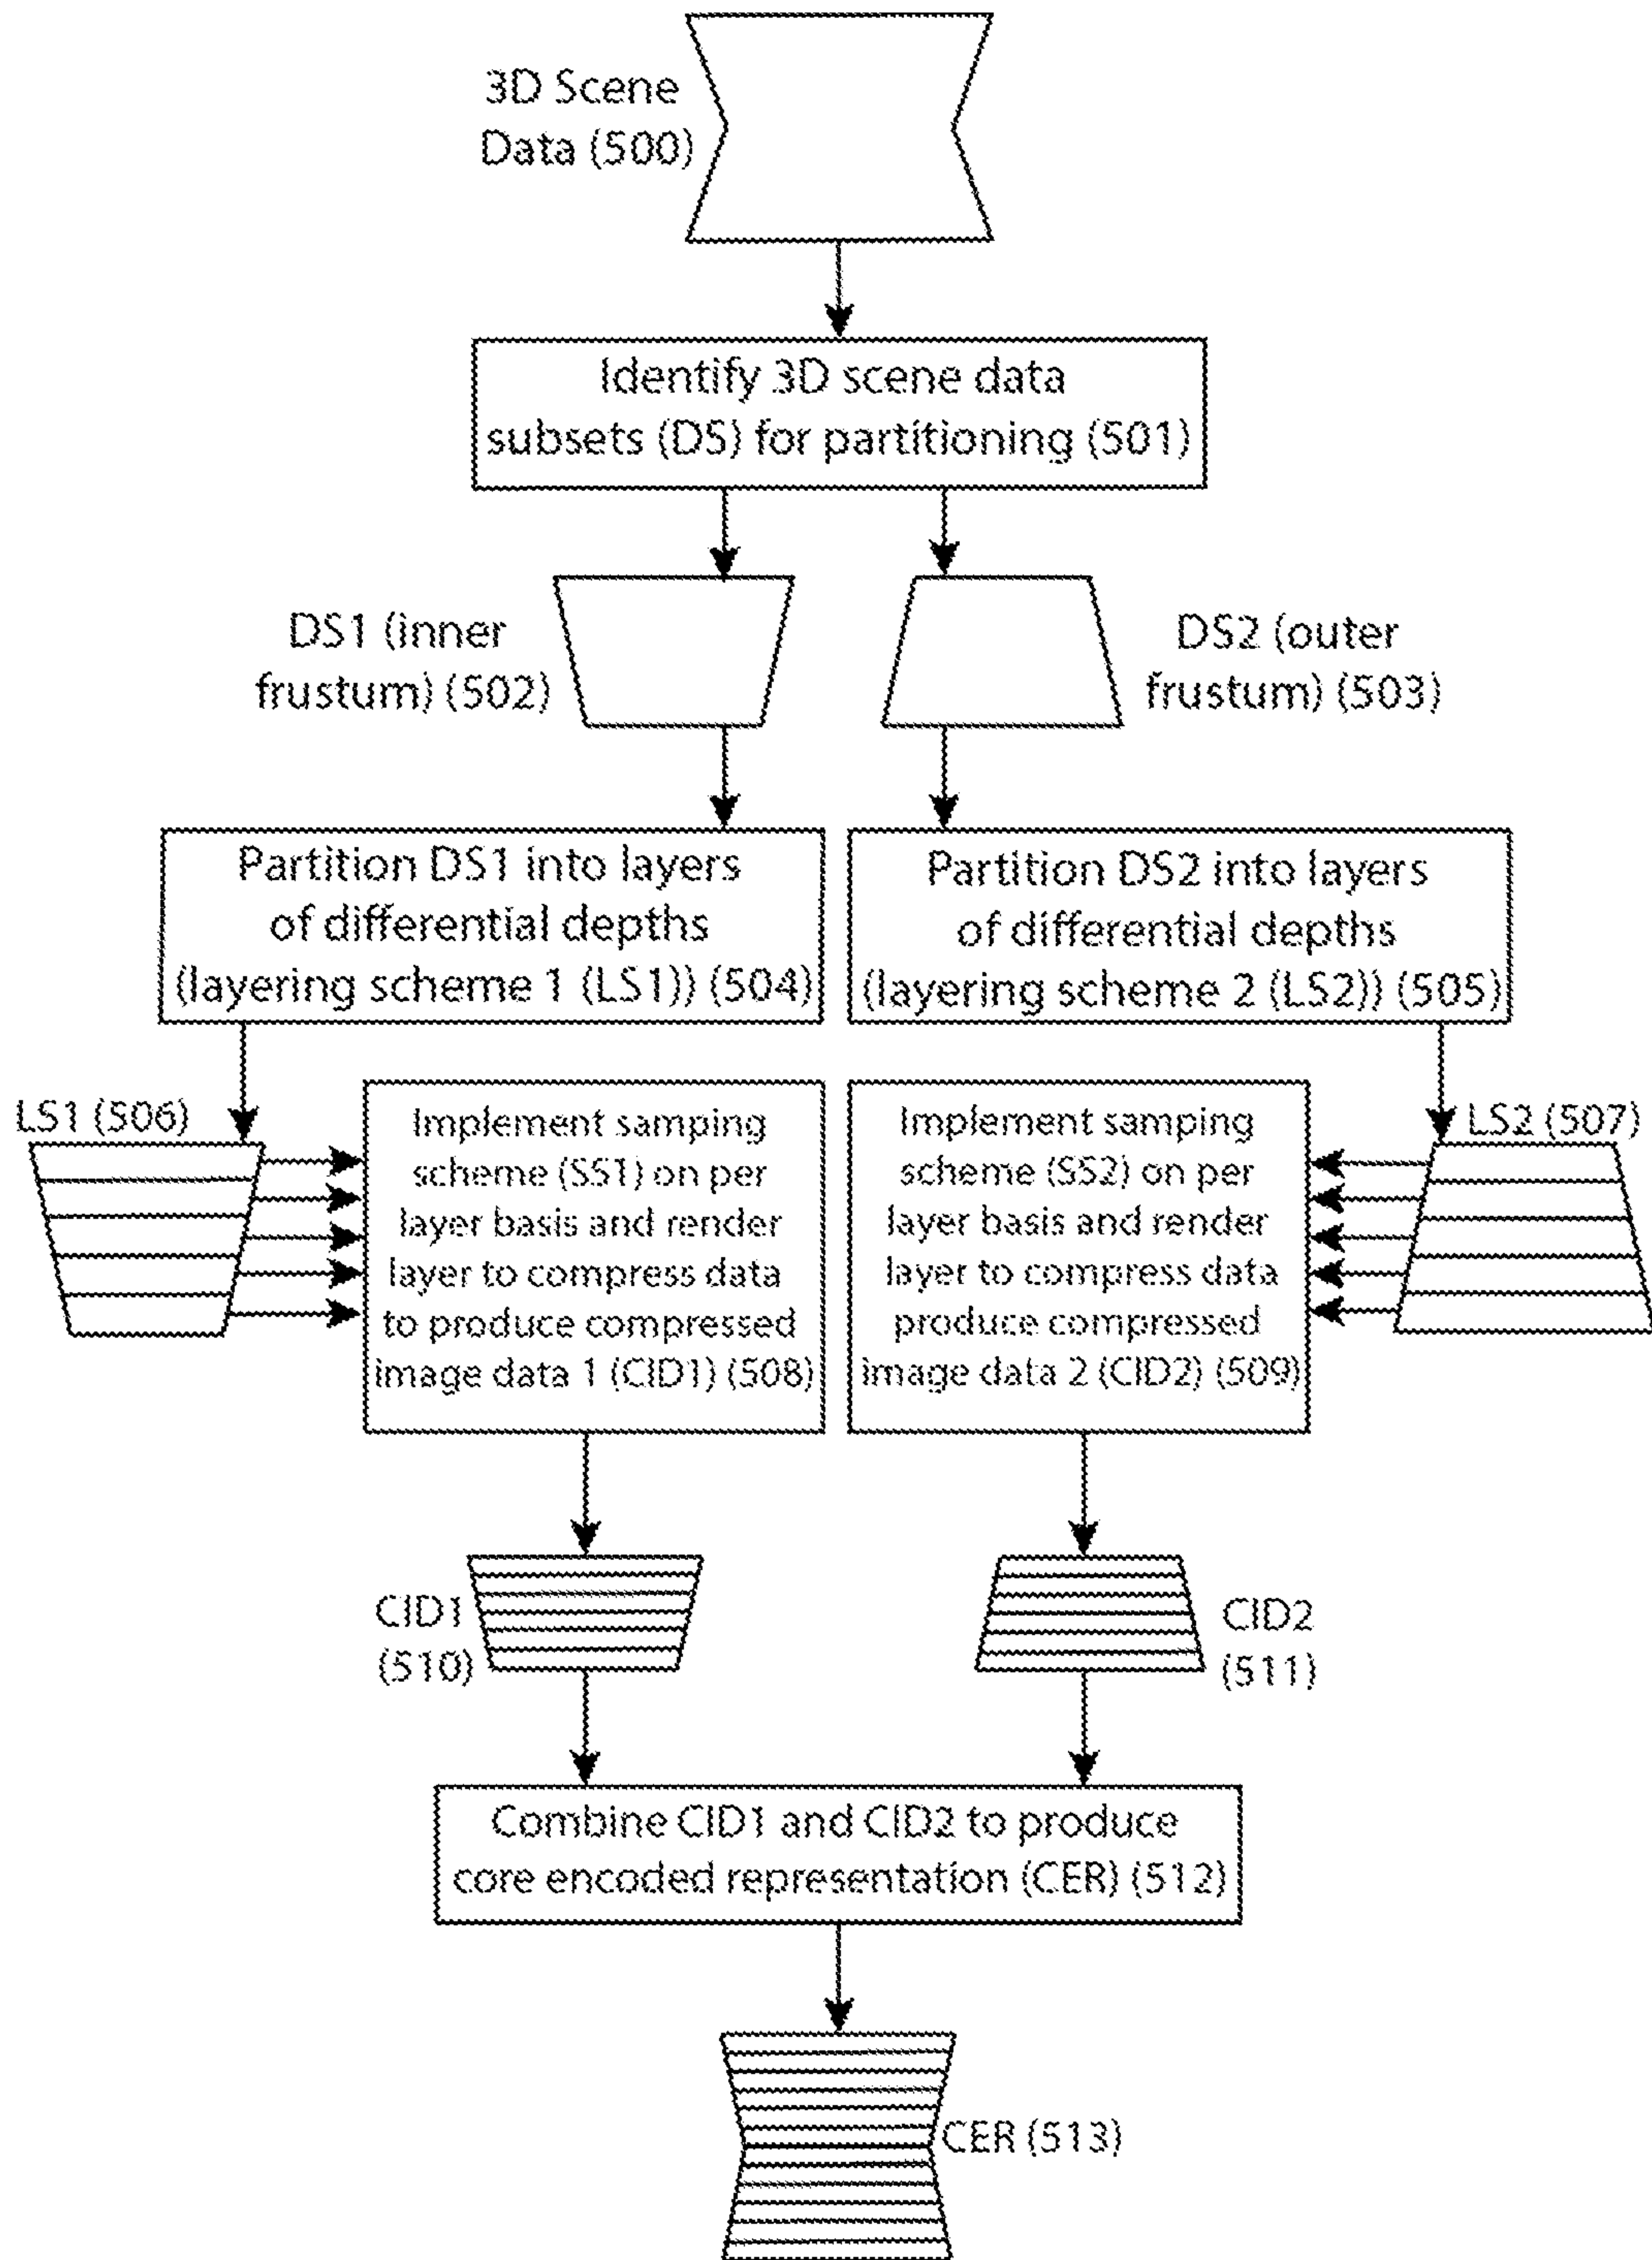 3D Scene
Data (500)
Identify 3D scene data
subsets (DS) for partitioning (501)
DS1 (inner
frustum) (502)
DS2 (outer
frustum) (503)
Partition DS1 into layers
of differential depths
(layering scheme 1 (LS1)) (504)
Partition DS2 into layers
of differential depths
(layering scheme 2 (LS2)) (505)
LS1 (506)
Implement samping
scheme (SS1) on per
layer basis and render
layer to compress data
to produce compressed
image data 1 (CID1) (508)
Implement samping
scheme (SS2) on per
layer basis and render
layer to compress data
produce compressed
image data 2 (CID2) (509)
LS2 (507)
CID1
(510)
CID2
(511)
Combine CID1 and CID2 to produce
core encoded representation (CER) (512)
CER (513)